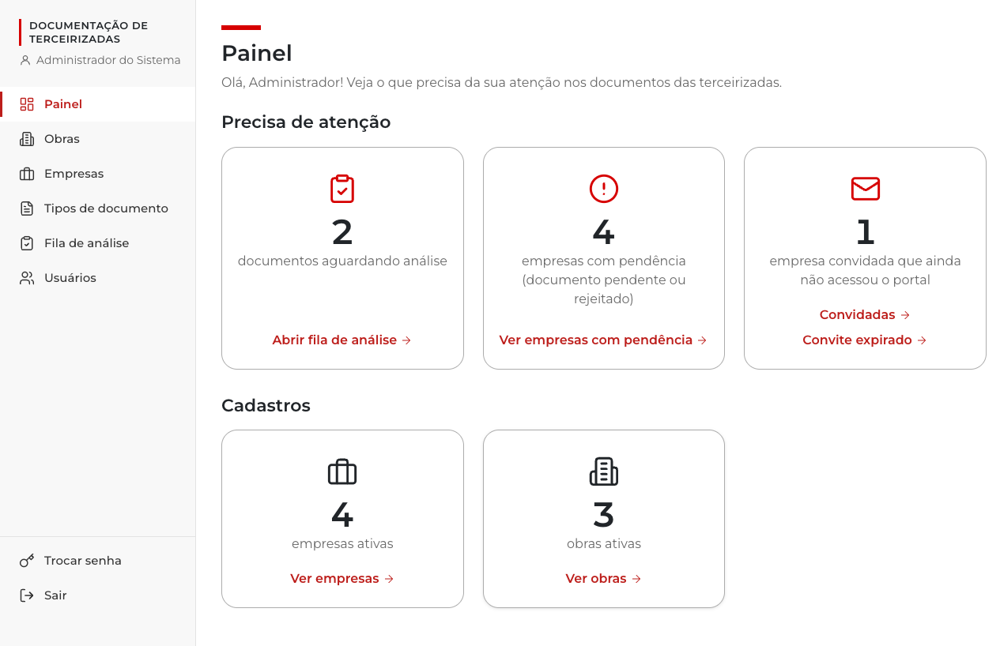 DOCUMENTAÇÃO DE
TERCEIRIZADAS
Administrador do Sistema
Painel
Obras
Empresas
Tipos de documento
Fila de análise
Usuários
Trocar senha
Sair
Painel
Olá, Administrador! Veja o que precisa da sua atenção nos documentos das terceirizadas.
Precisa de atenção
2
documentos aguardando análise
Abrir fila de análise →
4
empresas com pendência
(documento pendente ou
rejeitado)
Ver empresas com pendência →
1
empresa convidada que ainda
não acessou o portal
Convidadas →
Convite expirado →
Cadastros
4
empresas ativas
Ver empresas →
3
obras ativas
Ver obras →